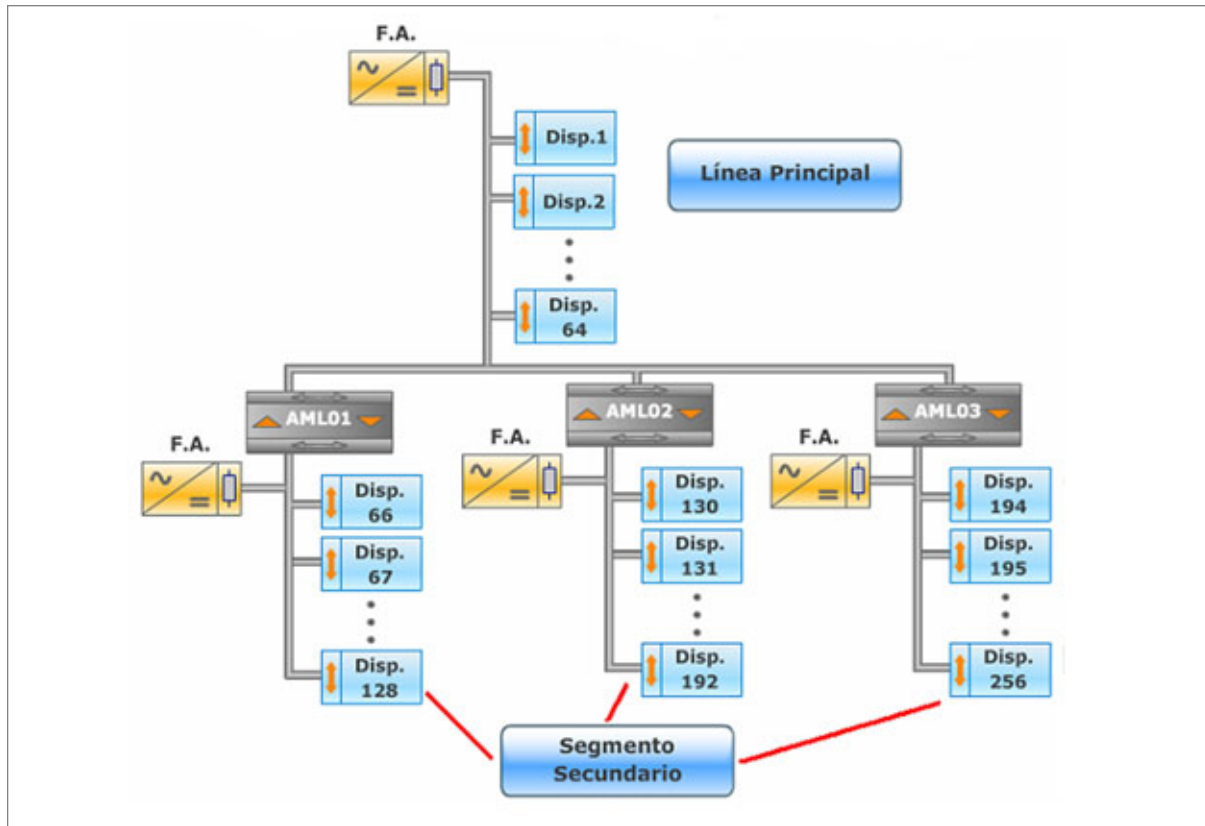 F.A.
Disp.1
Línea Principal
Disp.2
Disp.
64
AML01
AML02
AML03
F.A.
F.A.
F.A.
Disp.
66
Disp.
67
Disp.
128
Disp.
130
Disp.
131
Disp.
192
Disp.
194
Disp.
195
Disp.
256
Segmento
Secundario